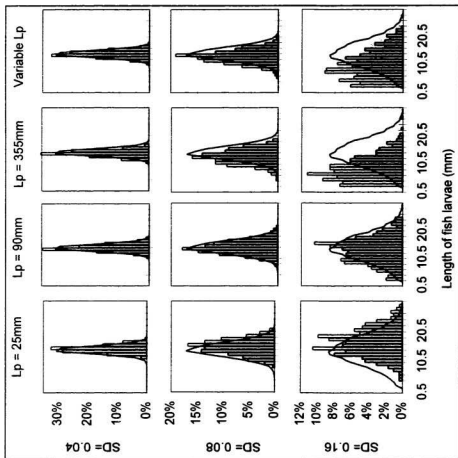 Lp = 25mm Lp = 90mm Lp = 355mm Variable Lp
SD = 0.04
30%
20%
10%
0%
SD = 0.08
20%
15%
10%
5%
0%
SD = 0.16
12%
10%
8%
6%
4%
2%
0%
0.5 10.5 20.5 0.5 10.5 20.5 0.5 10.5 20.5 0.5 10.5 20.5
Length of fish larvae (mm)